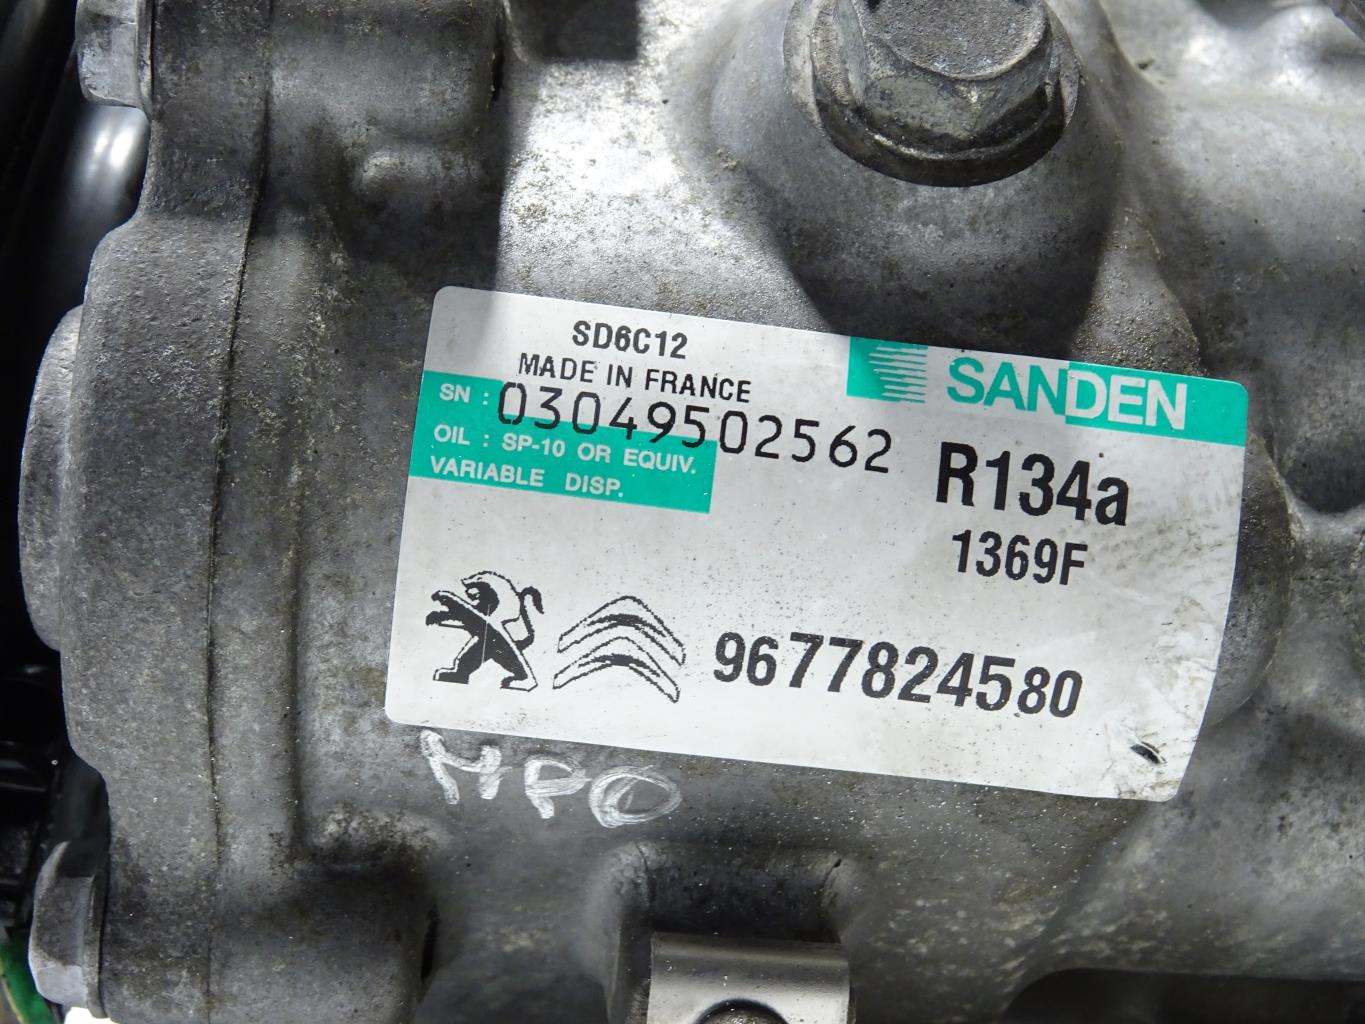 SD6C12
MADE IN FRANCE
SANDEN
SN : 03049502562
OIL : SP-10 OR EQUIV.
VARIABLE DISP.
R134a
1369F
9677824580
MPO